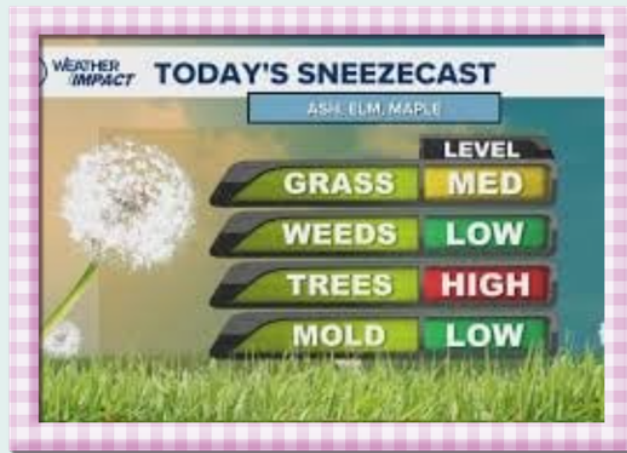 WEATHER
IMPACT
TODAY'S SNEEZECAST
ASH, ELM, MAPLE
LEVEL
GRASS MED
WEEDS LOW
TREES HIGH
MOLD LOW